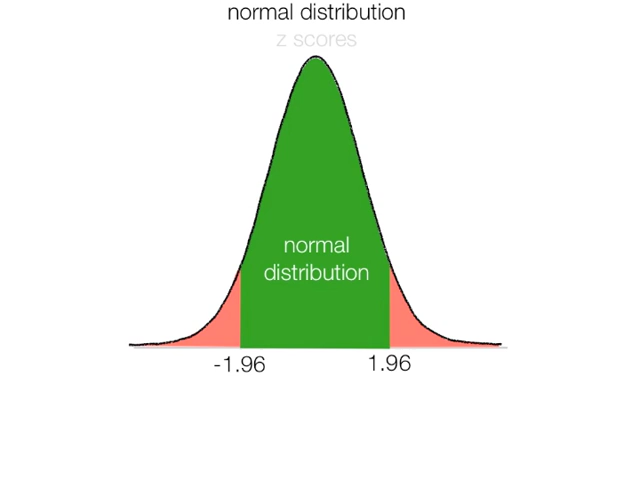 normal distribution
z scores
normal
distribution
-1.96
1.96